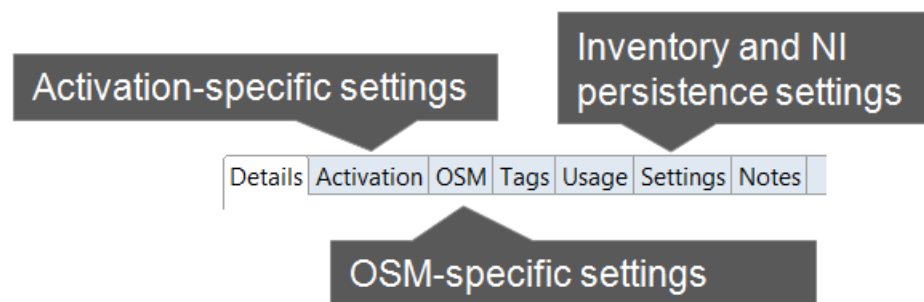 Inventory and NI
persistence settings
Activation-specific settings
Details Activation OSM Tags Usage Settings Notes
OSM-specific settings